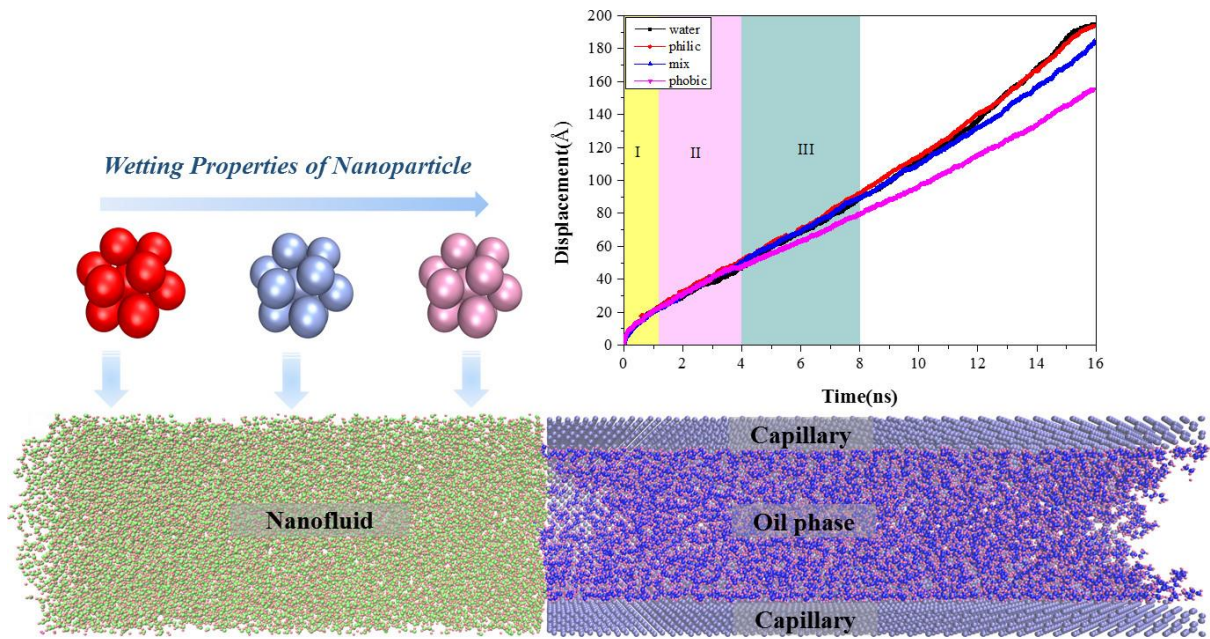 200
180
160
140
120
100
80
60
40
20
0
Displacement(Å)
water
philic
mix
phobic
I
II
III
0 2 4 6 8 10 12 14 16
Time(ns)
Wetting Properties of Nanoparticle
Capillary
Nanofluid
Oil phase
Capillary